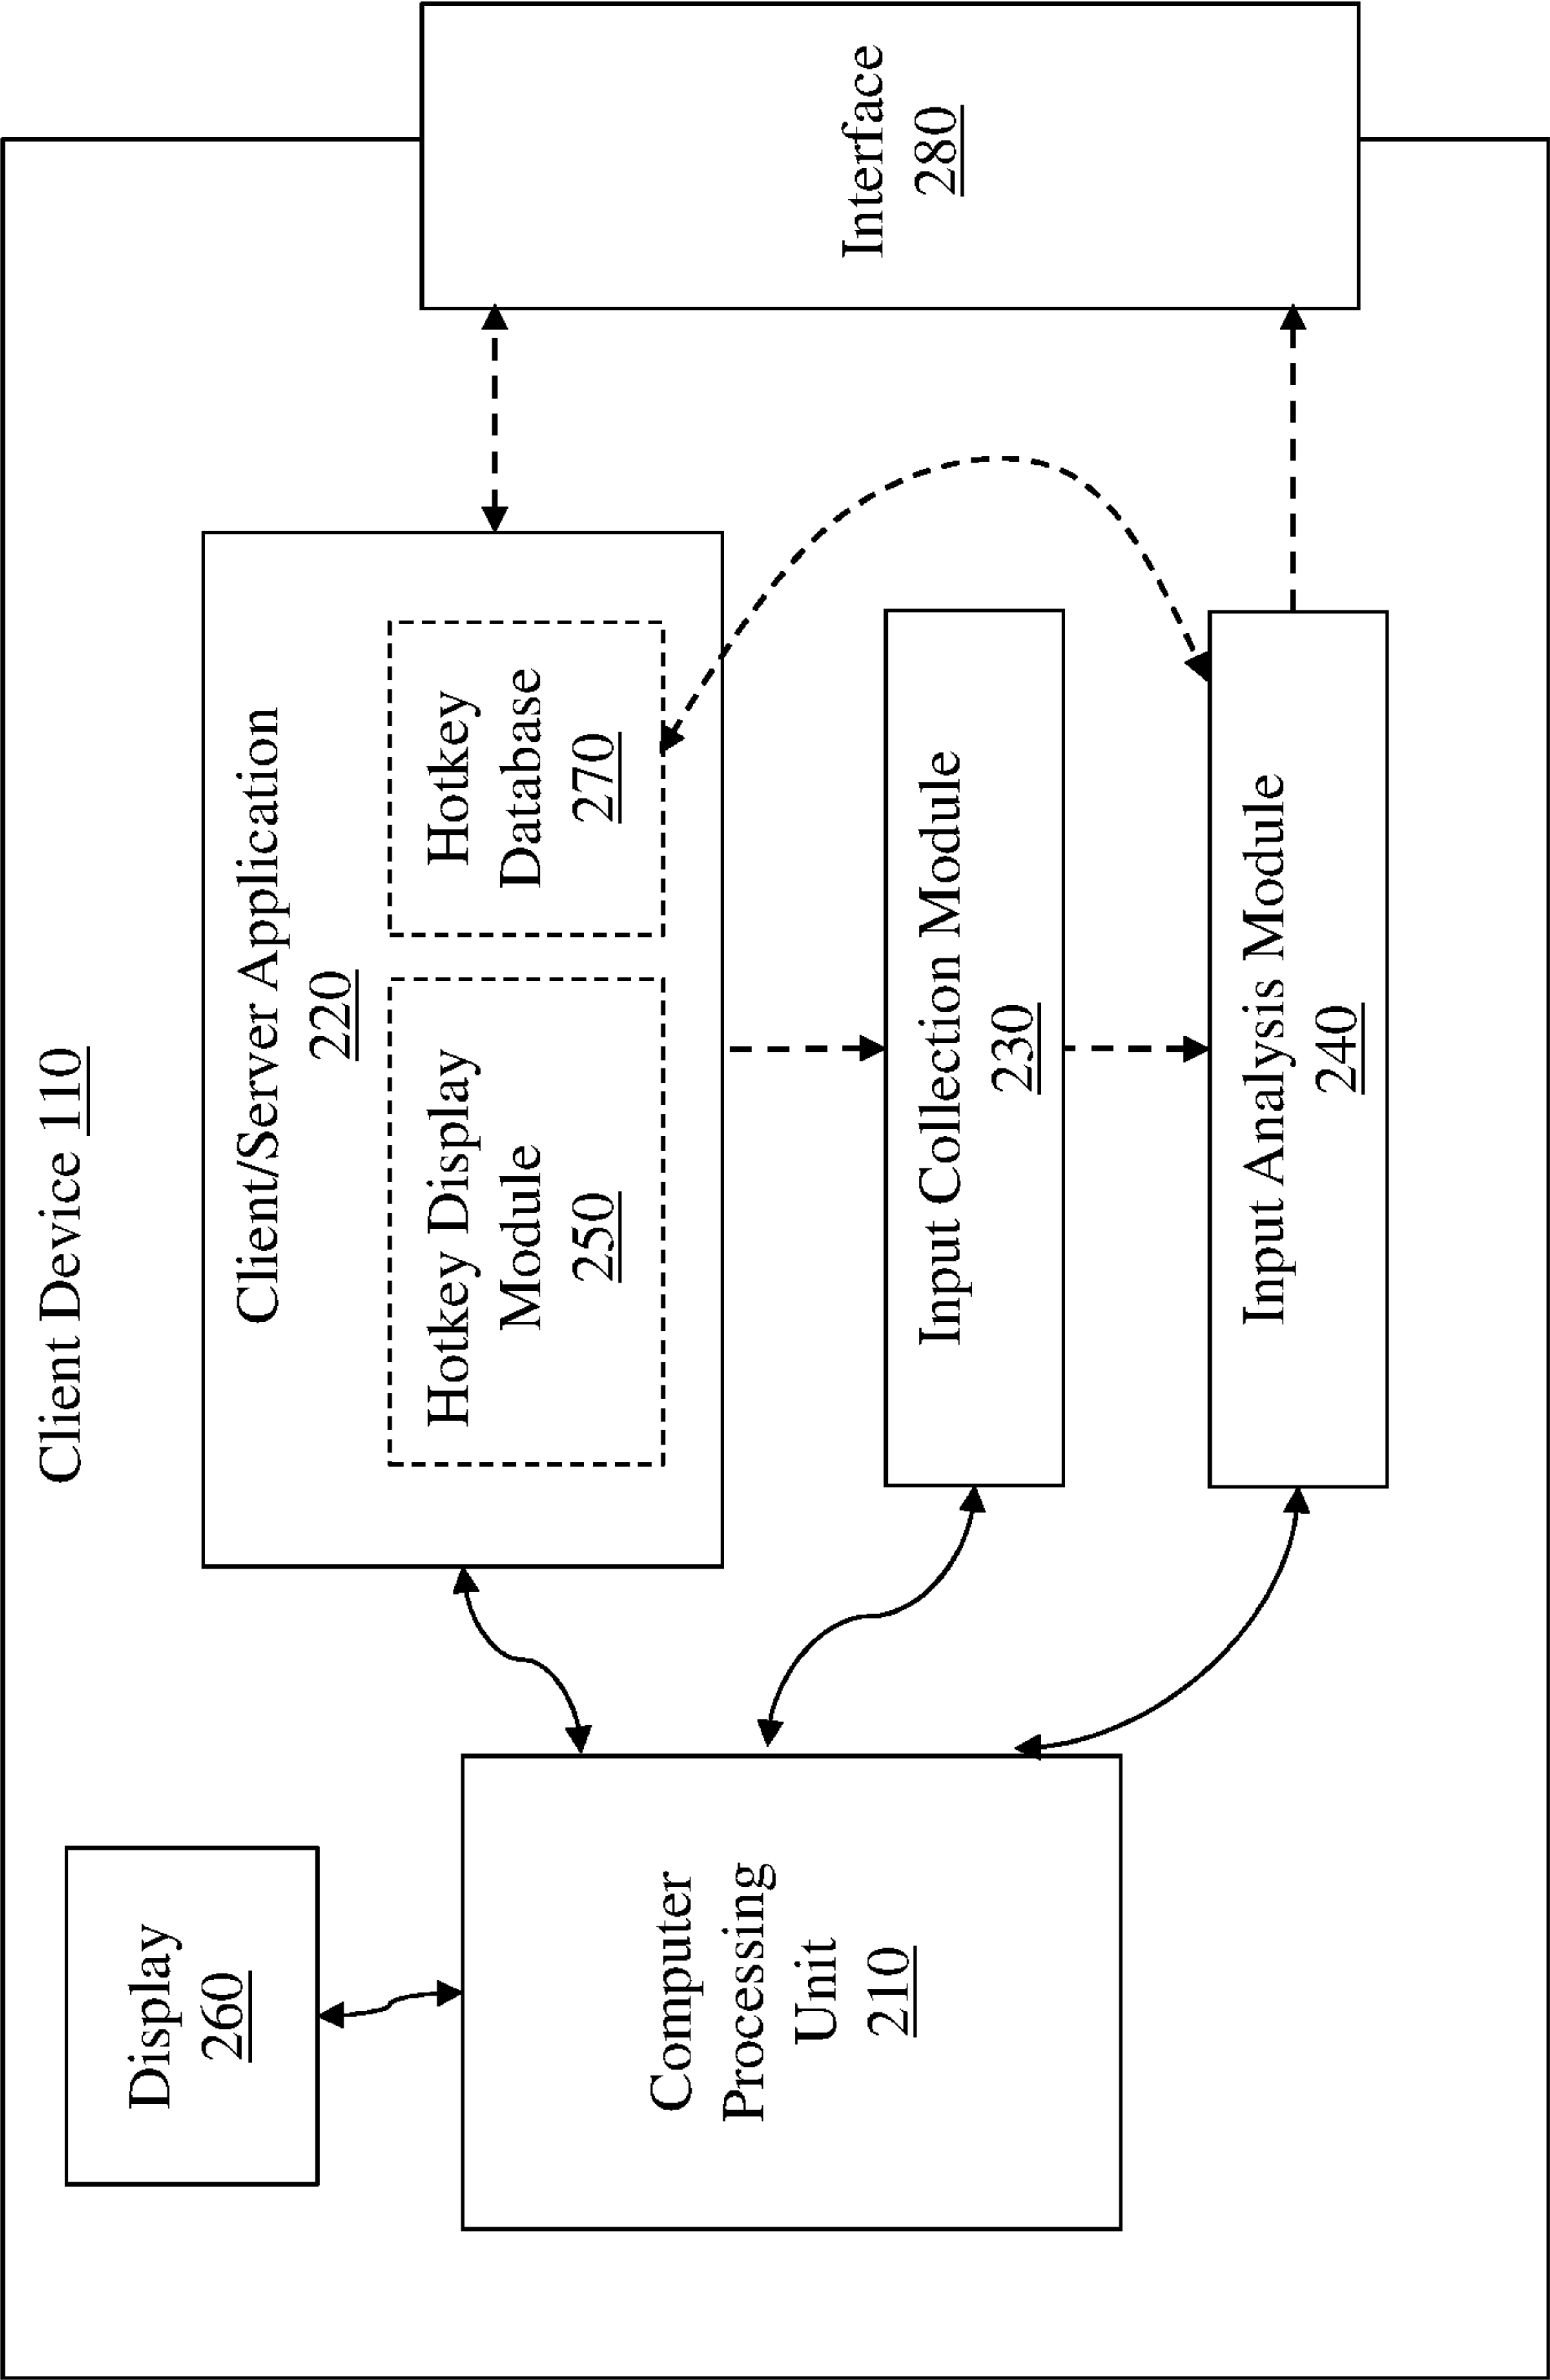 Client Device 110
Display
260
Computer
Processing
Unit
210
Client/Server Application
220
Hotkey Display
Module
250
Hotkey
Database
270
Input Collection Module
230
Input Analysis Module
240
Interface
280